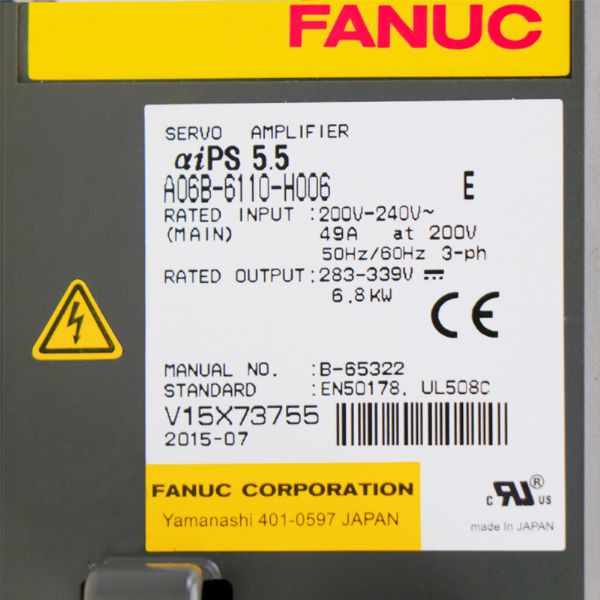 FANUC
SERVO AMPLIFIER
αiPS 5.5
A06B-6110-H006 E
RATED INPUT :200V-240V~
(MAIN) 49A at 200V
50Hz/60Hz 3-ph
RATED OUTPUT:283-339V ⎓
6.8KW
CE
MANUAL NO. :B-65322
STANDARD :EN50178, UL508C
V15X73755
2015-07
FANUC CORPORATION
Yamanashi 401-0597 JAPAN
c RU® US
made In JAPAN